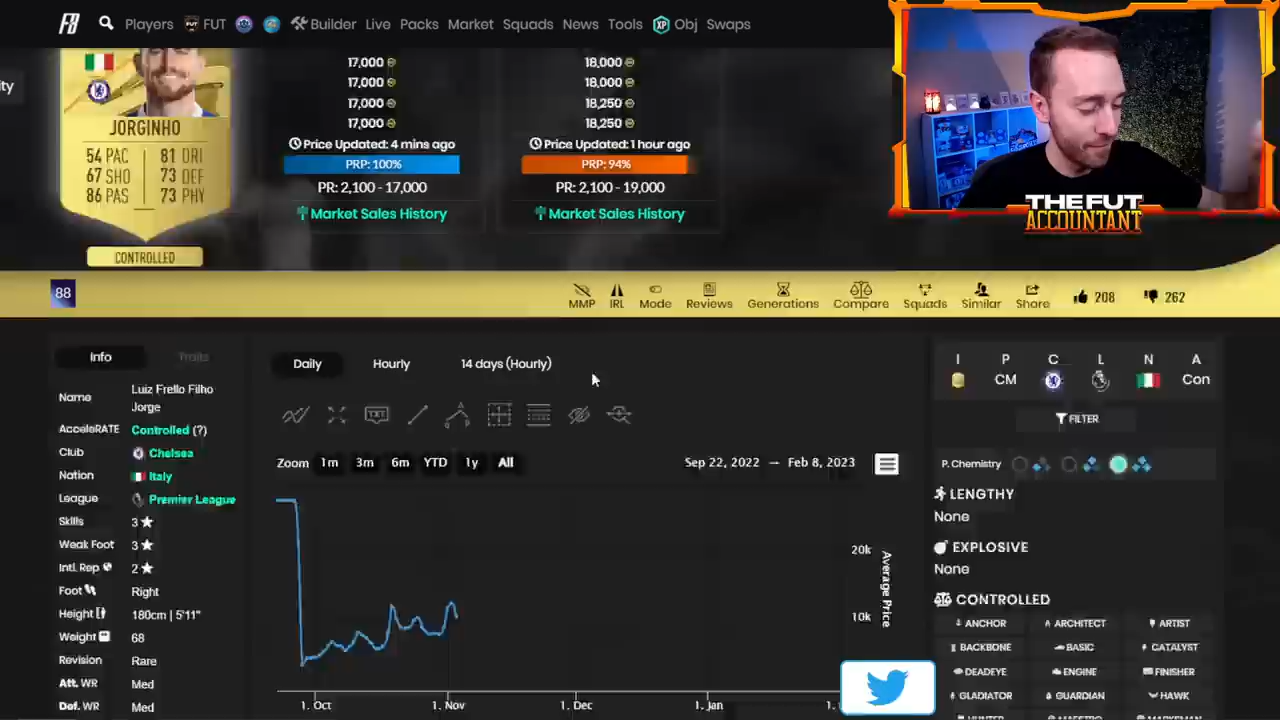 F8 Players FUT Builder Live Packs Market Squads News Tools XP Obj Swaps
ity
JORGINHO
54 PAC 81 DRI
67 SHO 73 DEF
86 PAS 73 PHY
CONTROLLED
17,000
17,000
17,000
17,000
Price Updated: 4 mins ago
PRP: 100%
PR: 2,100 - 17,000
Market Sales History
18,000
18,000
18,250
18,250
Price Updated: 1 hour ago
PRP: 94%
PR: 2,100 - 19,000
Market Sales History
THE FUT
ACCOUNTANT
88
MMP IRL Mode Reviews Generations Compare Squads Similar Share 208 262
Info Traits
Name Luiz Frello Filho Jorge
AcceleRATE Controlled (?)
Club Chelsea
Nation Italy
League Premier League
Skills 3
Weak Foot 3
Intl. Rep 2
Foot Right
Height 180cm | 5'11"
Weight 68
Revision Rare
Att. WR Med
Def. WR Med
Daily Hourly 14 days (Hourly)
TXT
Zoom 1m 3m 6m YTD 1y All
Sep 22, 2022 → Feb 8, 2023
20k
10k
Average Price
1. Oct 1. Nov 1. Dec 1. Jan 1.
I P C L N A
CM Con
FILTER
P. Chemistry
LENGTHY
None
EXPLOSIVE
None
CONTROLLED
ANCHOR ARCHITECT ARTIST
BACKBONE BASIC CATALYST
DEADEYE ENGINE FINISHER
GLADIATOR GUARDIAN HAWK
HUNTER MAESTRO MARKSMAN